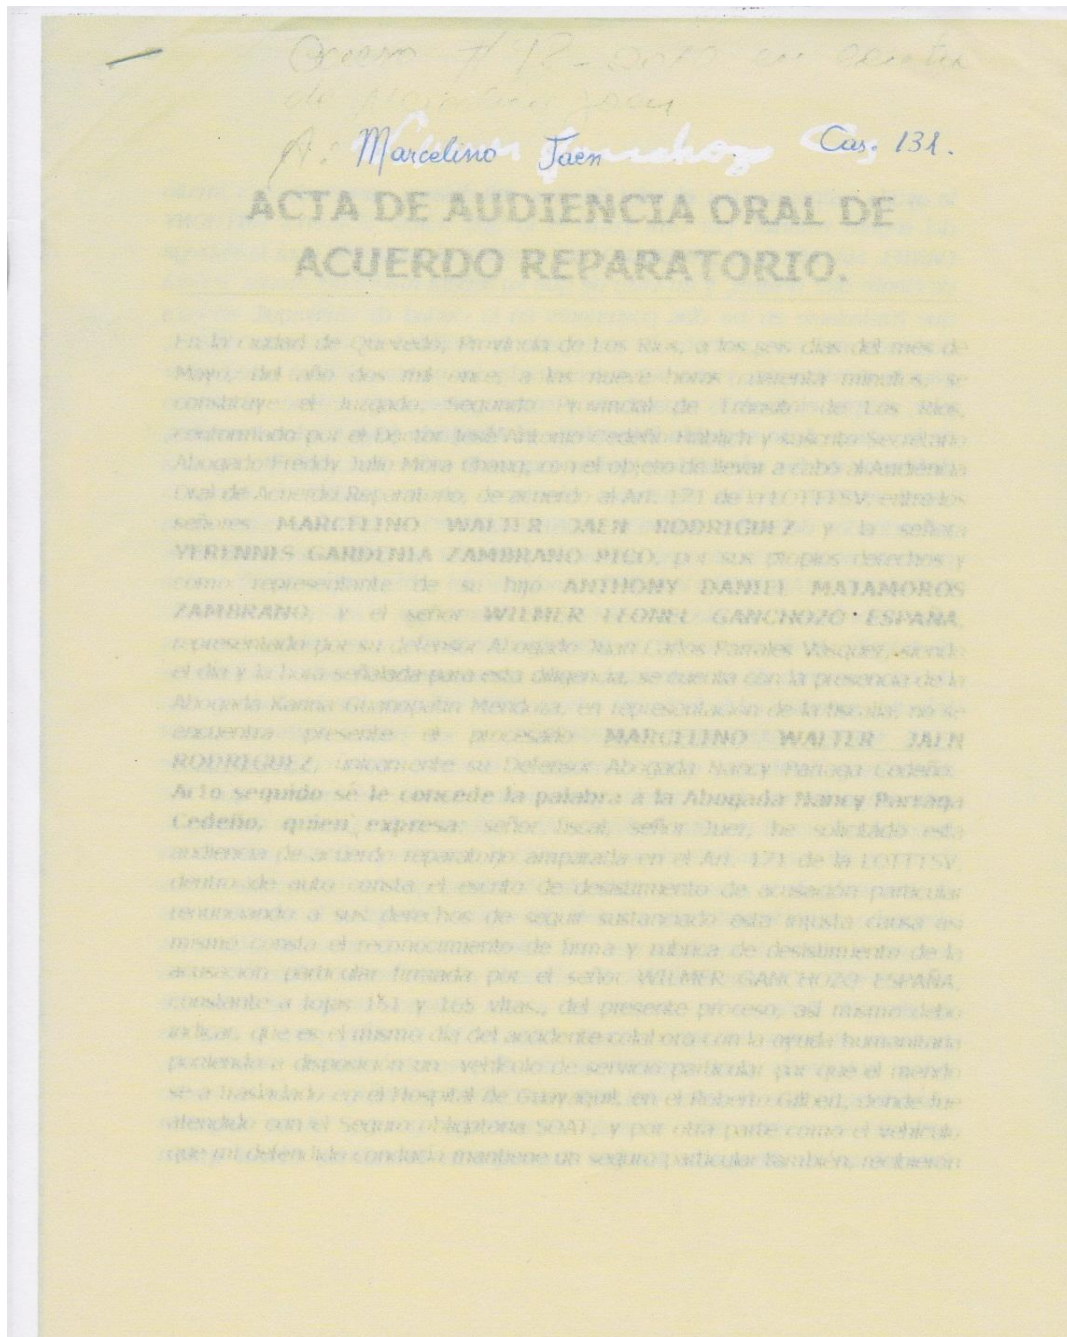 Marcelino Jaen Cas. 131.
ACTA DE AUDIENCIA ORAL DE
ACUERDO REPARATORIO.
En la ciudad de Quevedo, Provincia de Los Ríos, a los seis días del mes de
Mayo, del año dos mil once, a las nueve horas cuarenta minutos, se
constituye el Juzgado, Segundo Provincial de Tránsito de Los Ríos,
conformado por el Doctor José Antonio Cedeño Hablich y suscrito Secretario
Abogado Freddy Julio Mora Chang, con el objeto de llevar a cabo al Audiencia
Oral de Acuerdo Reparatorio, de acuerdo al Art. 171 de la LOTTTSV, entre los
señores MARCELINO WALTER JAEN RODRIGUEZ y la señora
YERENNIS GARDENIA ZAMBRANO PICO, por sus propios derechos y
como representante de su hijo ANTHONY DANIEL MATAMOROS
ZAMBRANO, y el señor WILMER LEONEL GANCHOZO ESPAÑA,
representado por su defensor Abogado Juan Carlos Parrales Vásquez, siendo
el día y la hora señalada para esta diligencia, se cuenta con la presencia de la
Abogada Karina Guanopatin Mendoza, en representación de la fiscalía, no se
encuentra presente el procesado MARCELINO WALTER JAEN
RODRIGUEZ, únicamente su Defensor Abogada Nancy Parraga Cedeño.
Acto seguido se le concede la palabra a la Abogada Nancy Parraga
Cedeño, quien expresa: señor fiscal, señor Juez, he solicitado esta
audiencia de acuerdo reparatorio amparada en el Art. 171 de la LOTTTSV,
dentro de auto consta el escrito de desistimiento de acusación particular
renunciando a sus derechos de seguir sustanciado esta injusta causa así
mismo consta el reconocimiento de firma y rubrica de desistimiento de la
acusación particular firmada por el señor WILMER GANCHOZO ESPAÑA,
constante a fojas 161 y 165 vltas., del presente proceso, así mismo debo
indicar, que es el mismo día del accidente colaboro con la ayuda humanitaria
poniendo a disposición un vehículo de servicio particular por que el menor
se a trasladado en el Hospital de Guayaquil, en el Roberto Gilbert, donde fue
atendido con el Seguro obligatoria SOAT, y por otra parte como el vehículo
que mi defendido conducía mantiene un seguro particular también, recibieron